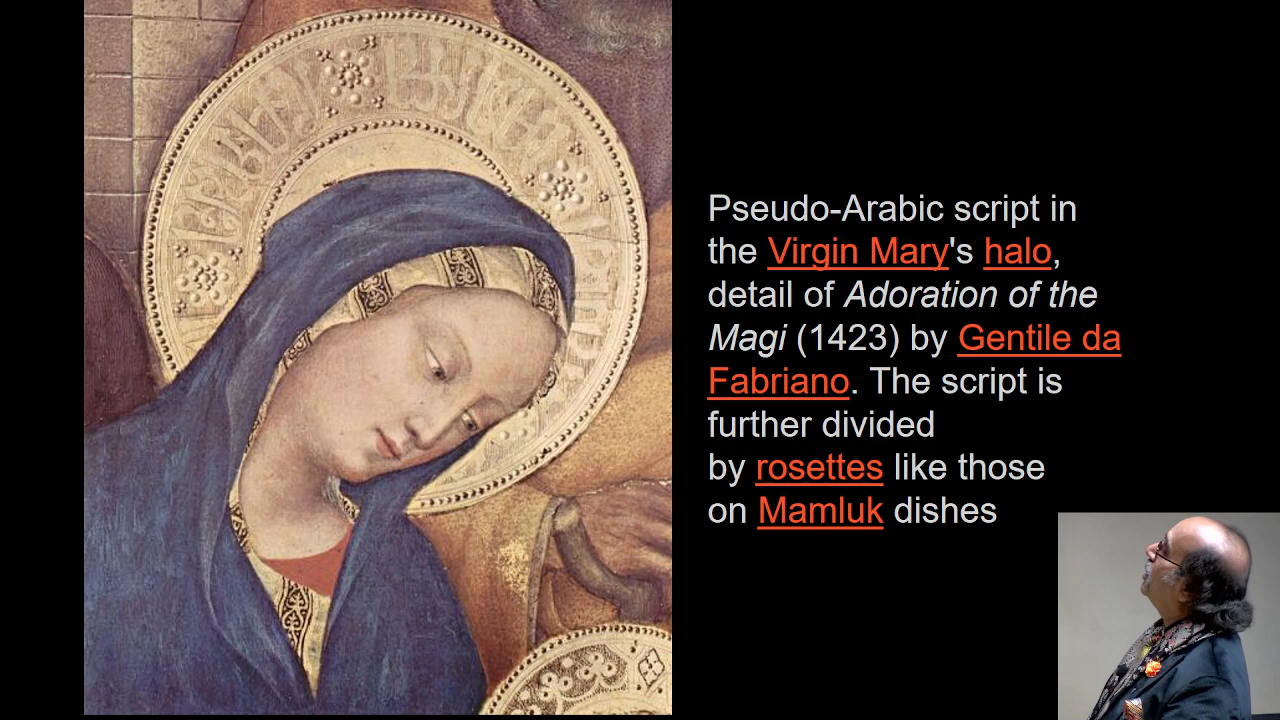 Pseudo-Arabic script in
the Virgin Mary's halo,
detail of Adoration of the
Magi (1423) by Gentile da
Fabriano. The script is
further divided
by rosettes like those
on Mamluk dishes